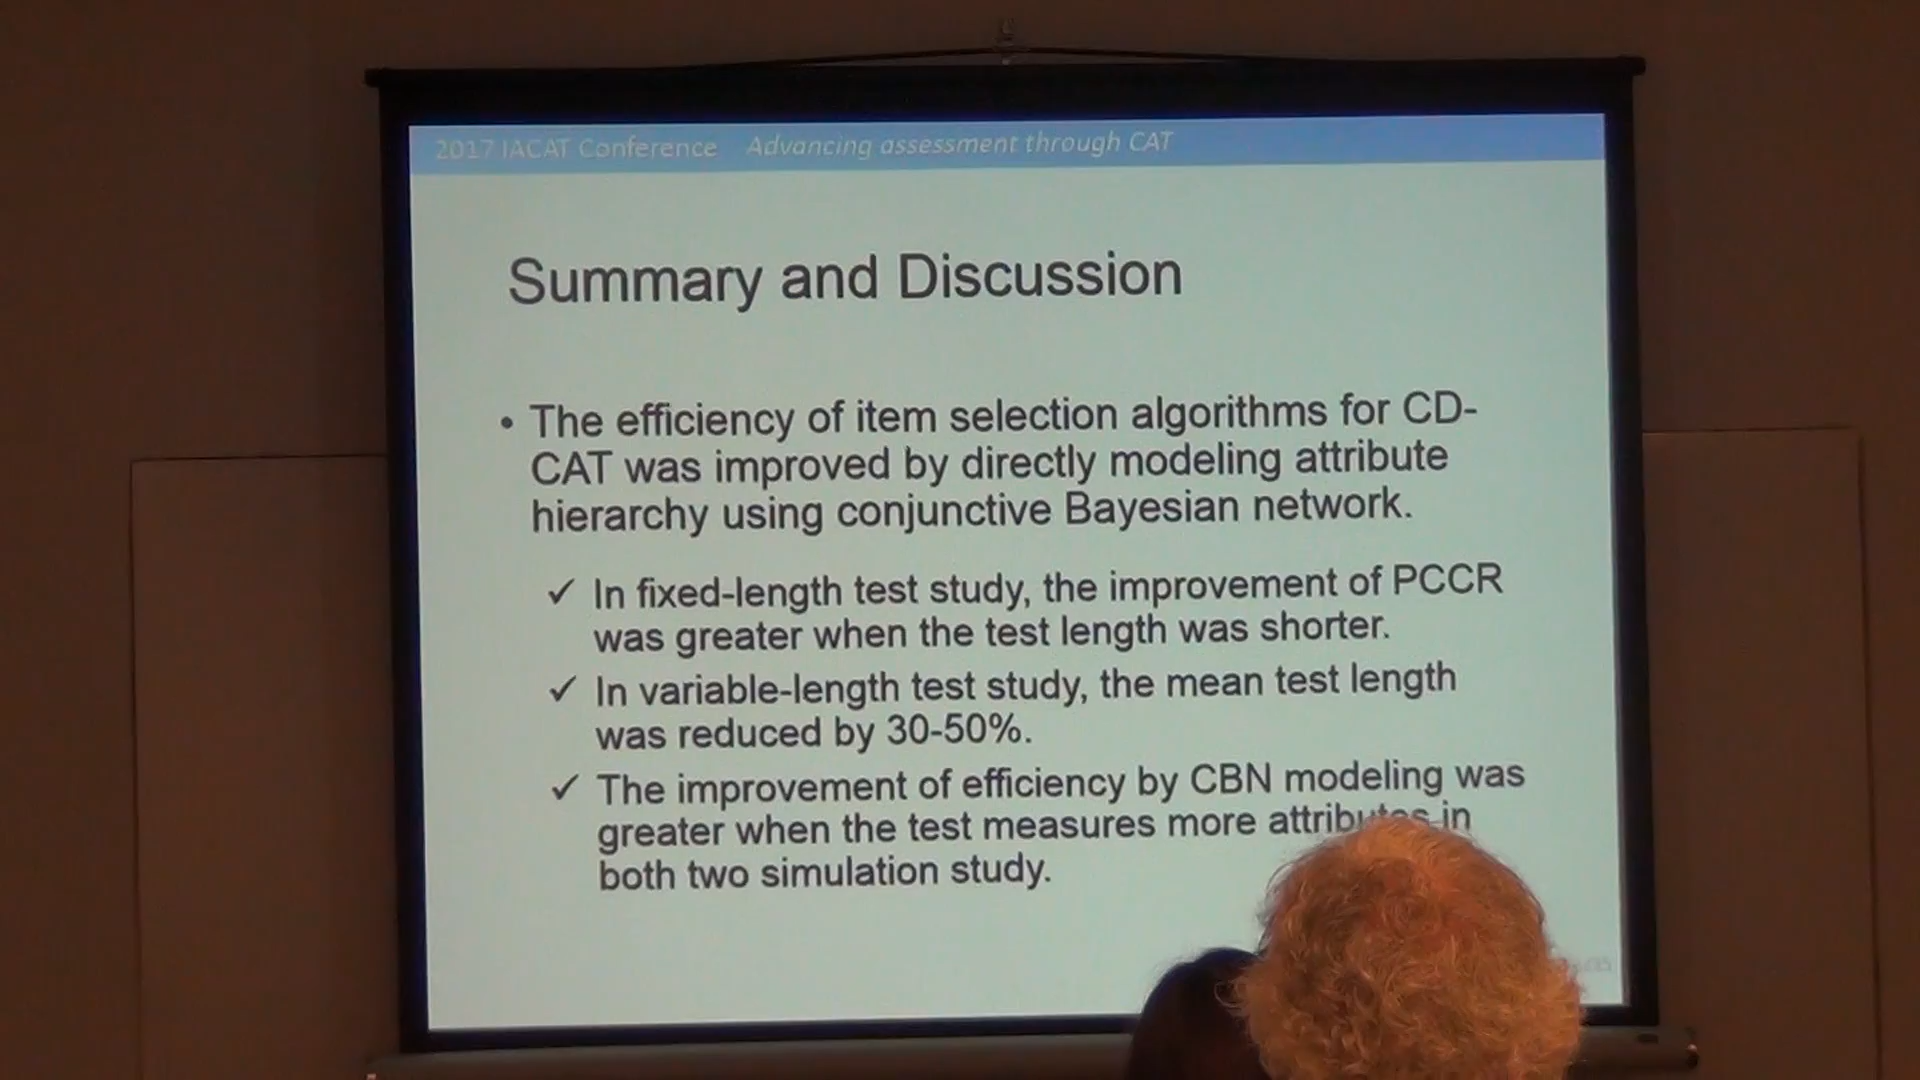 2017 IACAT Conference Advancing assessment through CAT
Summary and Discussion
• The efficiency of item selection algorithms for CD-
CAT was improved by directly modeling attribute
hierarchy using conjunctive Bayesian network.
✓ In fixed-length test study, the improvement of PCCR
was greater when the test length was shorter.
✓ In variable-length test study, the mean test length
was reduced by 30-50%.
✓ The improvement of efficiency by CBN modeling was
greater when the test measures more attributes in
both two simulation study.